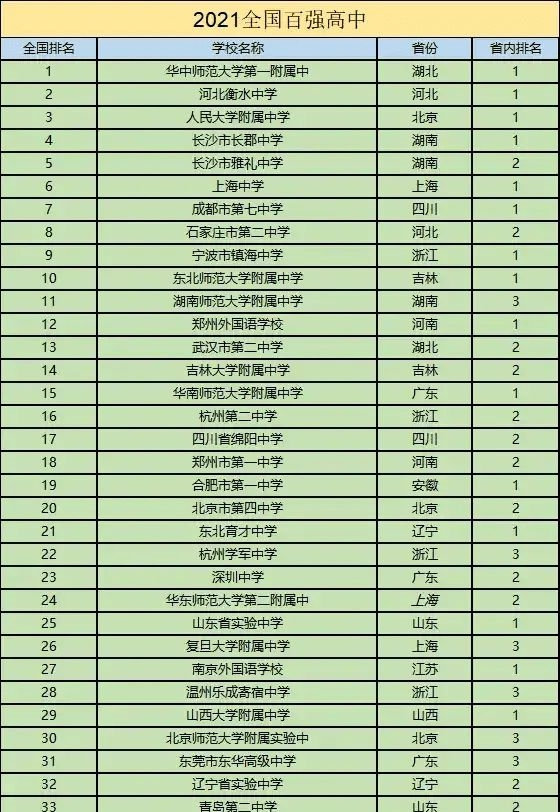 2021全国百强高中
全国排名 学校名称 省份 省内排名
1 华中师范大学第一附属中 湖北 1
2 河北衡水中学 河北 1
3 人民大学附属中学 北京 1
4 长沙市长郡中学 湖南 1
5 长沙市雅礼中学 湖南 2
6 上海中学 上海 1
7 成都市第七中学 四川 1
8 石家庄市第二中学 河北 2
9 宁波市镇海中学 浙江 1
10 东北师范大学附属中学 吉林 1
11 湖南师范大学附属中学 湖南 3
12 郑州外国语学校 河南 1
13 武汉市第二中学 湖北 2
14 吉林大学附属中学 吉林 2
15 华南师范大学附属中学 广东 1
16 杭州第二中学 浙江 2
17 四川省绵阳中学 四川 2
18 郑州市第一中学 河南 2
19 合肥市第一中学 安徽 1
20 北京市第四中学 北京 2
21 东北育才中学 辽宁 1
22 杭州学军中学 浙江 3
23 深圳中学 广东 2
24 华东师范大学第二附属中 上海 2
25 山东省实验中学 山东 1
26 复旦大学附属中学 上海 3
27 南京外国语学校 江苏 1
28 温州乐成寄宿中学 浙江 3
29 山西大学附属中学 山西 1
30 北京师范大学附属实验中 北京 3
31 东莞市东华高级中学 广东 3
32 辽宁省实验中学 辽宁 2
33 青岛第二中学 山东 2